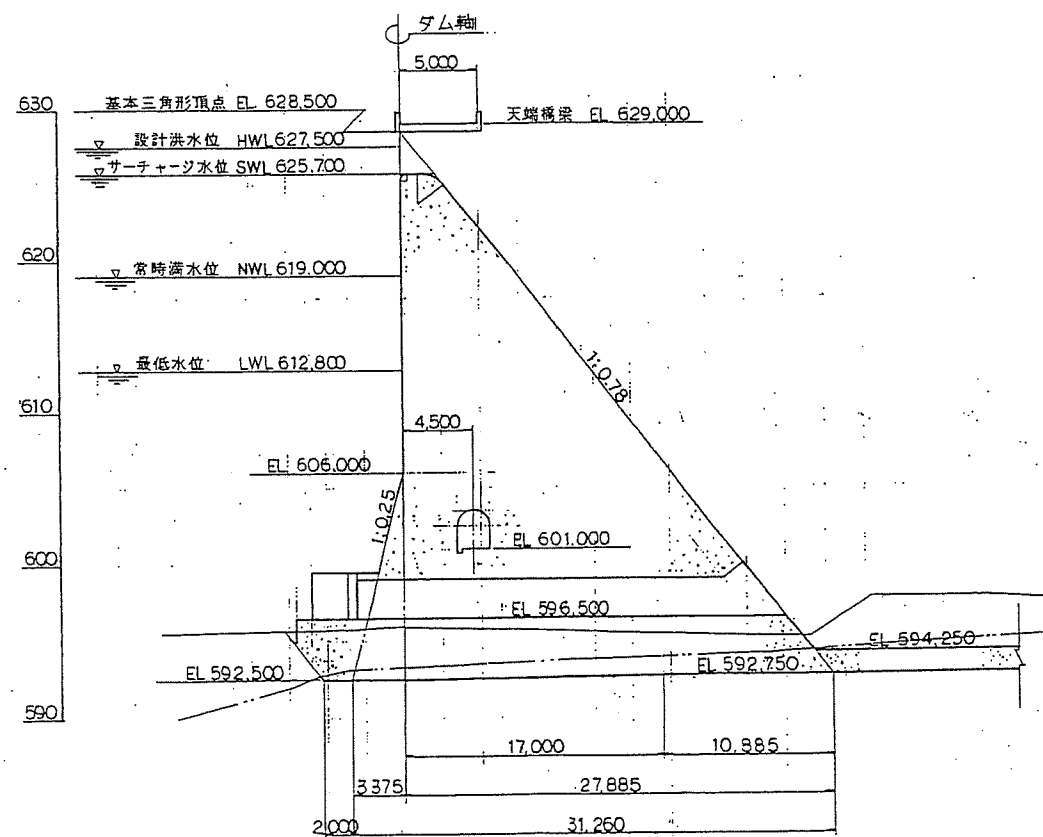 ダム軸
5,000
630
基本三角形頂点 EL 628,500
天端橋梁 EL 629,000
設計洪水位 HWL 627,500
サーチャージ水位 SWL 625,700
620
常時満水位 NWL 619,000
最低水位 LWL 612,800
1:0.78
610
4,500
EL 606,000
1:0.25
EL 601,000
600
EL 596,500
EL 594,250
EL 592,500
EL 592,750
590
17,000
10,885
3,375
27,885
2,000
31,260